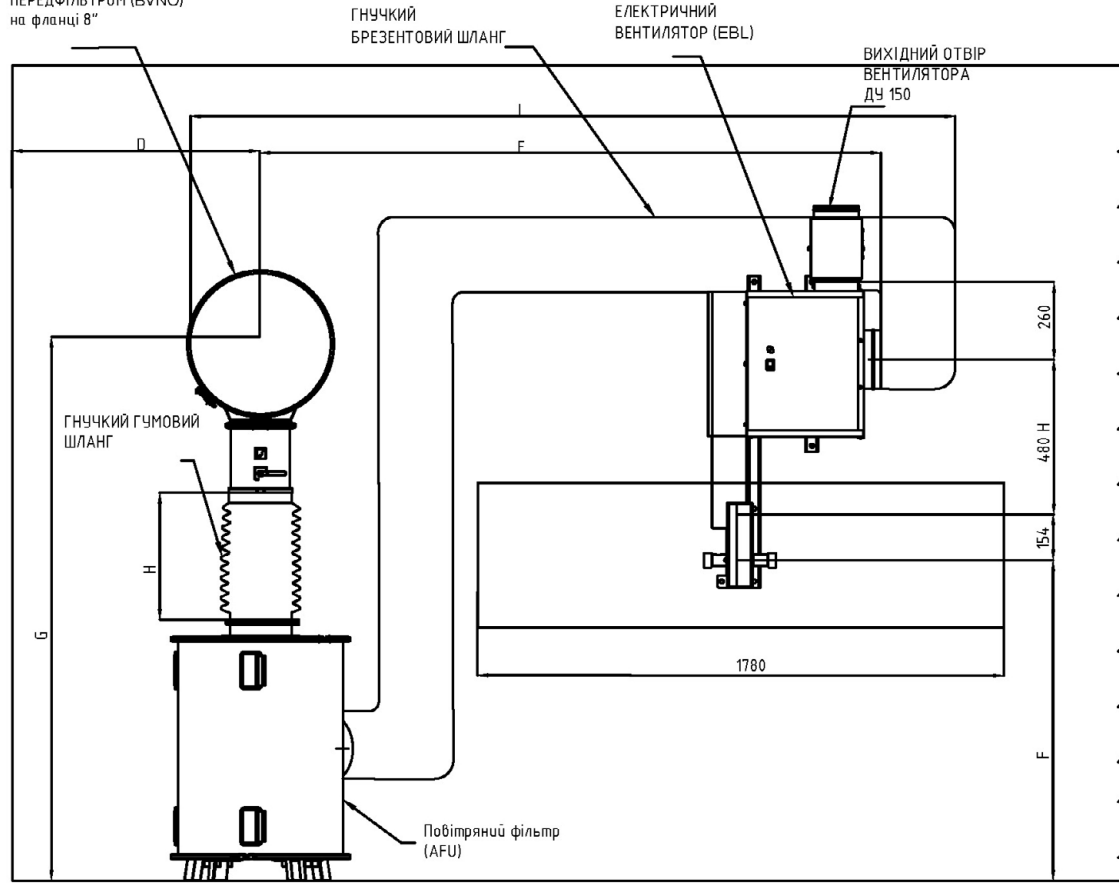 ПЕРЕДФІЛЬТРОМ (BVNO)
на фланці 8"
ГНУЧКИЙ
БРЕЗЕНТОВИЙ ШЛАНГ
ЕЛЕКТРИЧНИЙ
ВЕНТИЛЯТОР (EBL)
ВИХІДНИЙ ОТВІР
ВЕНТИЛЯТОРА
ДУ 150
D
E
260
ГНУЧКИЙ ГУМОВИЙ
ШЛАНГ
480 H
154
H
G
1780
F
Повітряний фільтр
(AFU)